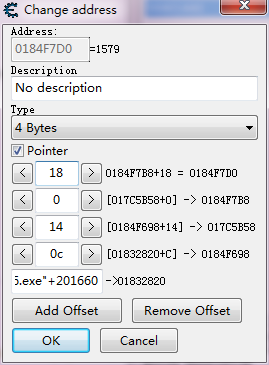 Change address
Address:
0184F7D0 =1579
Description
No description
Type
4 Bytes
Pointer
< 18 > 0184F7B8+18 = 0184F7D0
< 0 > [017C5B58+0] -> 0184F7B8
< 14 > [0184F698+14] -> 017C5B58
< 0c > [01832820+C] -> 0184F698
.exe"+201660 ->01832820
Add Offset Remove Offset
OK Cancel